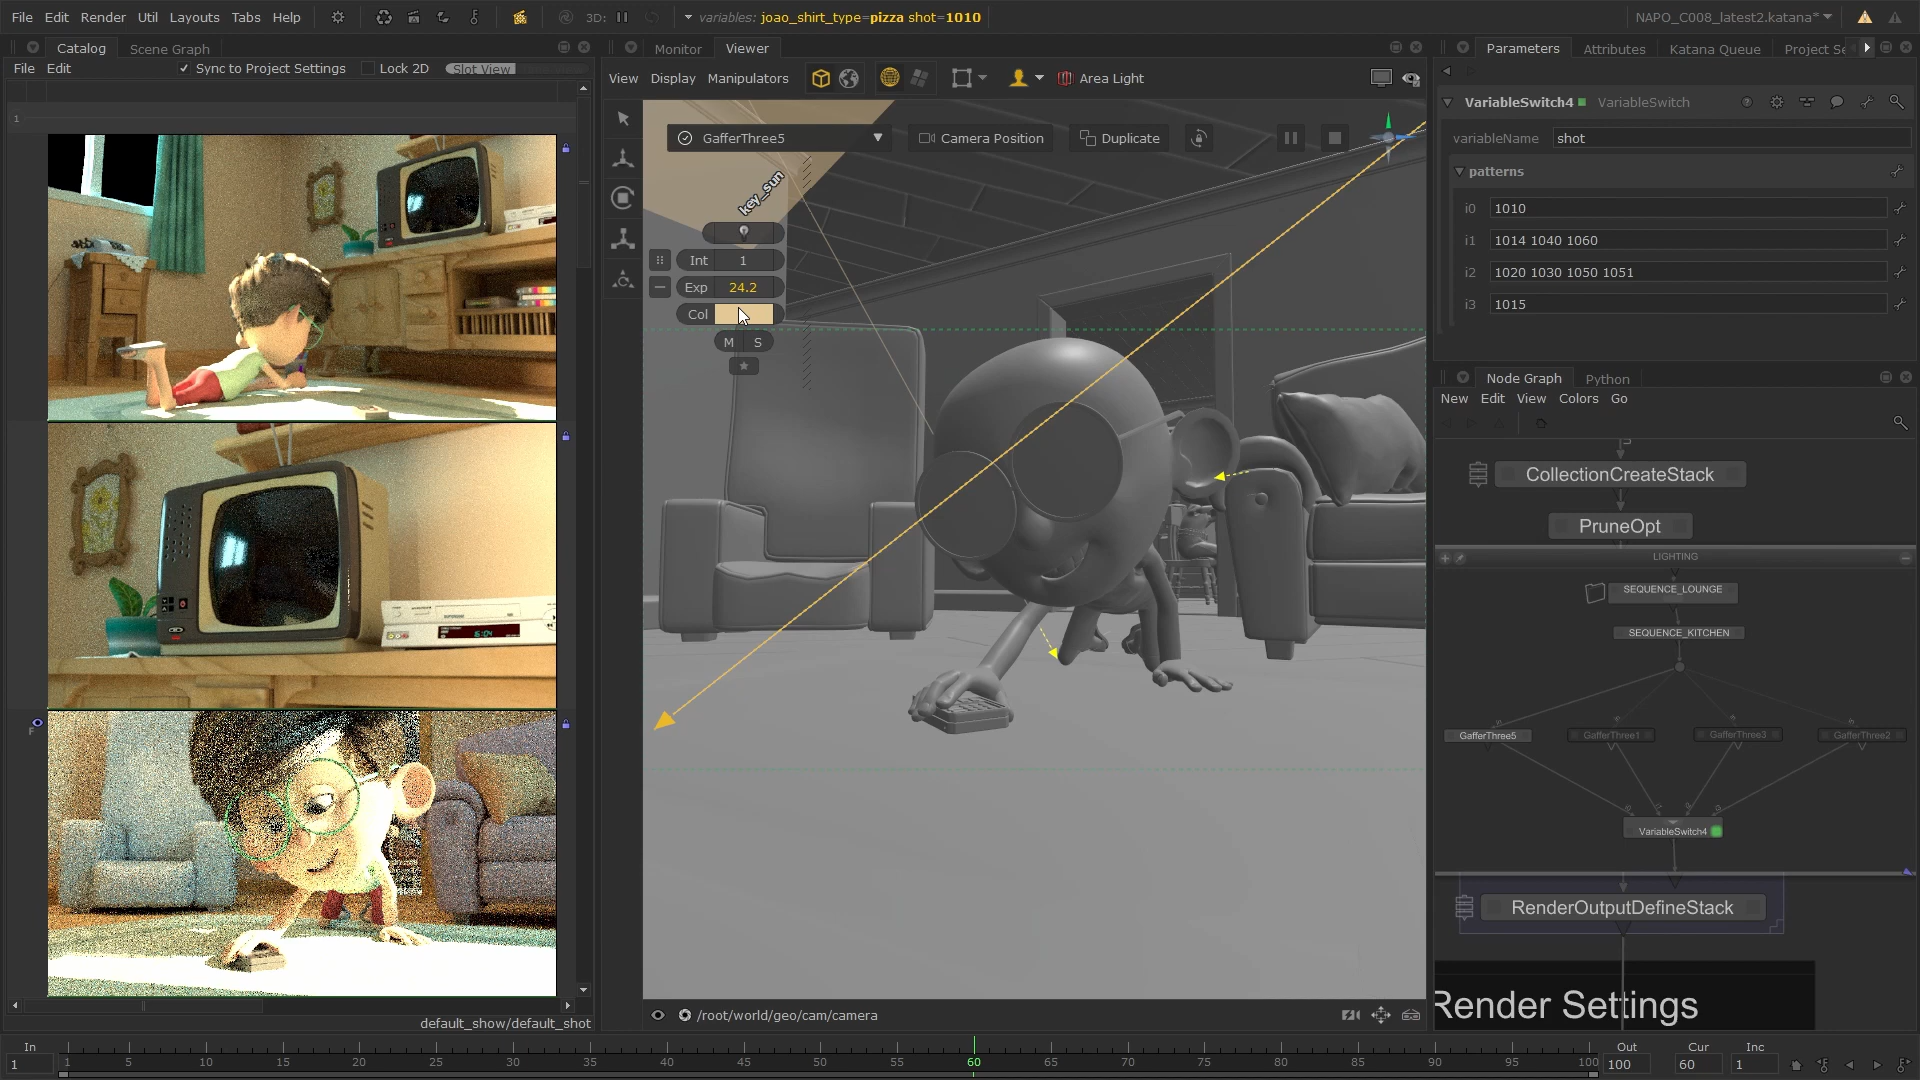 File Edit Render Util Layouts Tabs Help
3D:
variables: joao_shirt_type=pizza shot=1010
NAPO_C008_latest2.katana*
Catalog Scene Graph
File Edit Sync to Project Settings Lock 2D Slot View
1
16:04
F
default_show/default_shot
Monitor Viewer
View Display Manipulators Area Light
GafferThree5 Camera Position Duplicate
key_sun
Int 1
Exp 24.2
Col
M S
/root/world/geo/cam/camera
Parameters Attributes Katana Queue Project Se
VariableSwitch4 VariableSwitch
variableName shot
patterns
i0 1010
i1 1014 1040 1060
i2 1020 1030 1050 1051
i3 1015
Node Graph Python
New Edit View Colors Go
CollectionCreateStack
PruneOpt
LIGHTING
SEQUENCE_LOUNGE
SEQUENCE_KITCHEN
GafferThree5 GafferThree1 GafferThree3 GafferThree2
VariableSwitch4
RenderOutputDefineStack
Render Settings
In
1
1 5 10 15 20 25 30 35 40 45 50 55 60 65 70 75 80 85 90 95 100
Out Cur Inc
100 60 1